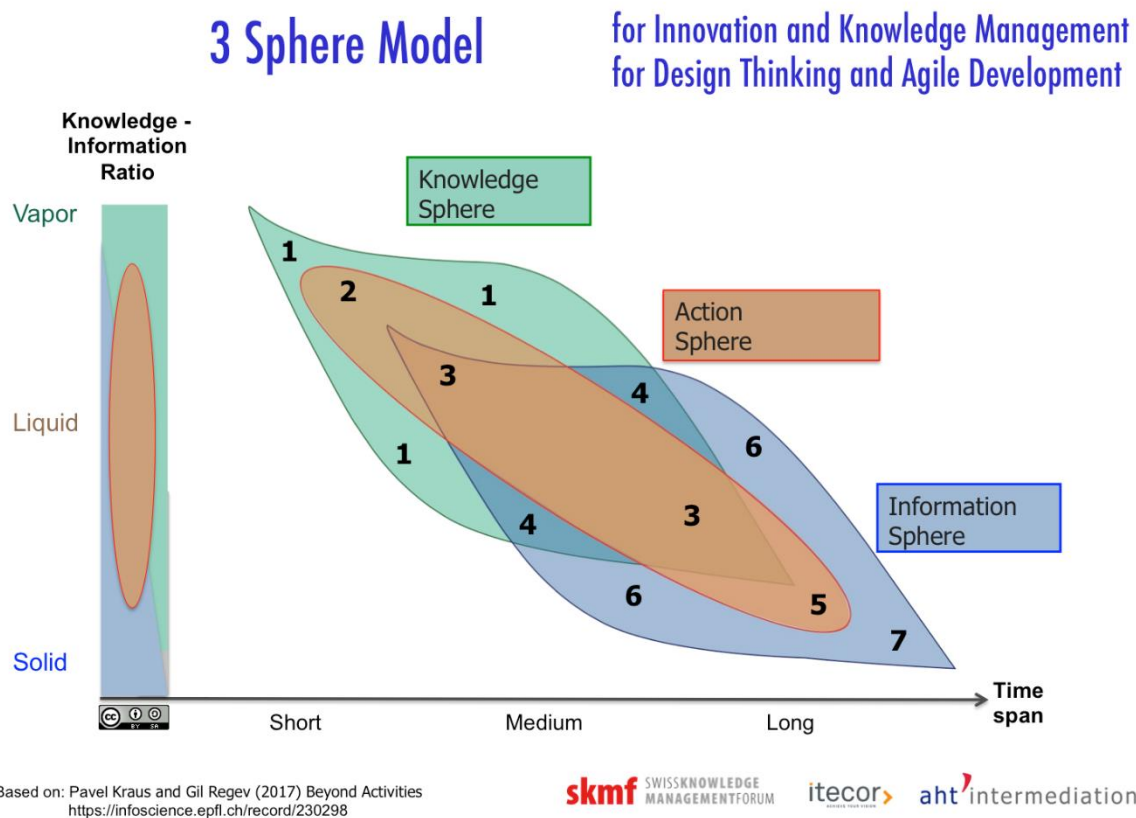 3 Sphere Model
for Innovation and Knowledge Management
for Design Thinking and Agile Development
Knowledge -
Information
Ratio
Vapor
Liquid
Solid
Knowledge
Sphere
Action
Sphere
Information
Sphere
1
2
1
3
4
1
6
4
3
6
5
7
Short
Medium
Long
Time
span
cc
BY SA
Based on: Pavel Kraus and Gil Regev (2017) Beyond Activities
https://infoscience.epfl.ch/record/230298
skmf SWISSKNOWLEDGE
MANAGEMENTFORUM
itecor
aht'intermediation